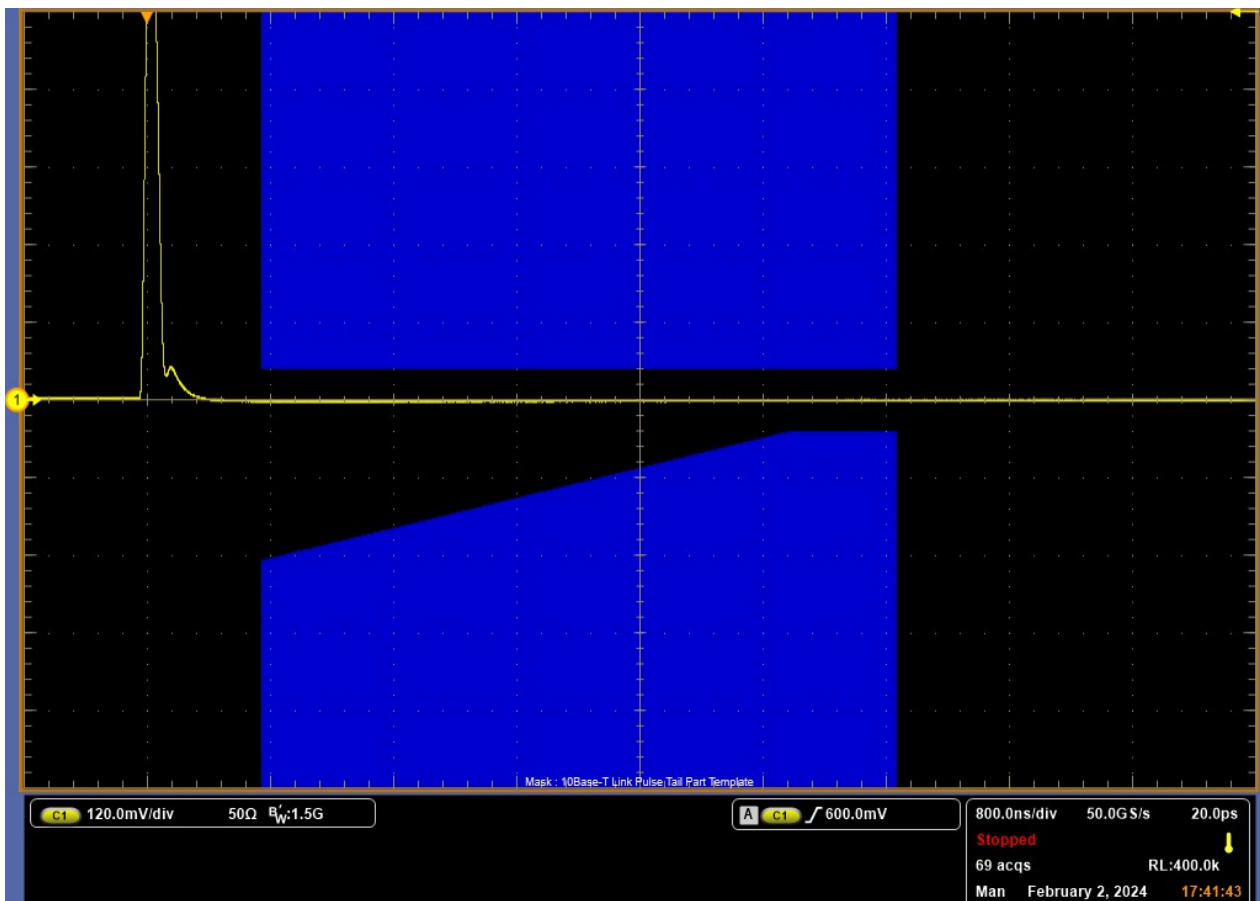 1
Mask : 10Base-T Link Pulse Tail Part Template
C1 120.0mV/div 50Ω B'W:1.5G
A C1 600.0mV
800.0ns/div 50.0GS/s 20.0ps
Stopped
69 acqs RL:400.0k
Man February 2, 2024 17:41:43